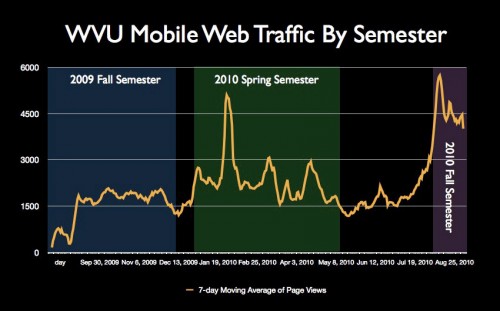 WVU Mobile Web Traffic By Semester
6000
4500
3000
1500
0
2009 Fall Semester
2010 Spring Semester
2010 Fall Semester
day Sep 30, 2009 Nov 6, 2009 Dec 13, 2009 Jan 19, 2010 Feb 25, 2010 Apr 3, 2010 May 8, 2010 Jun 12, 2010 Jul 19, 2010 Aug 25, 2010
7-day Moving Average of Page Views